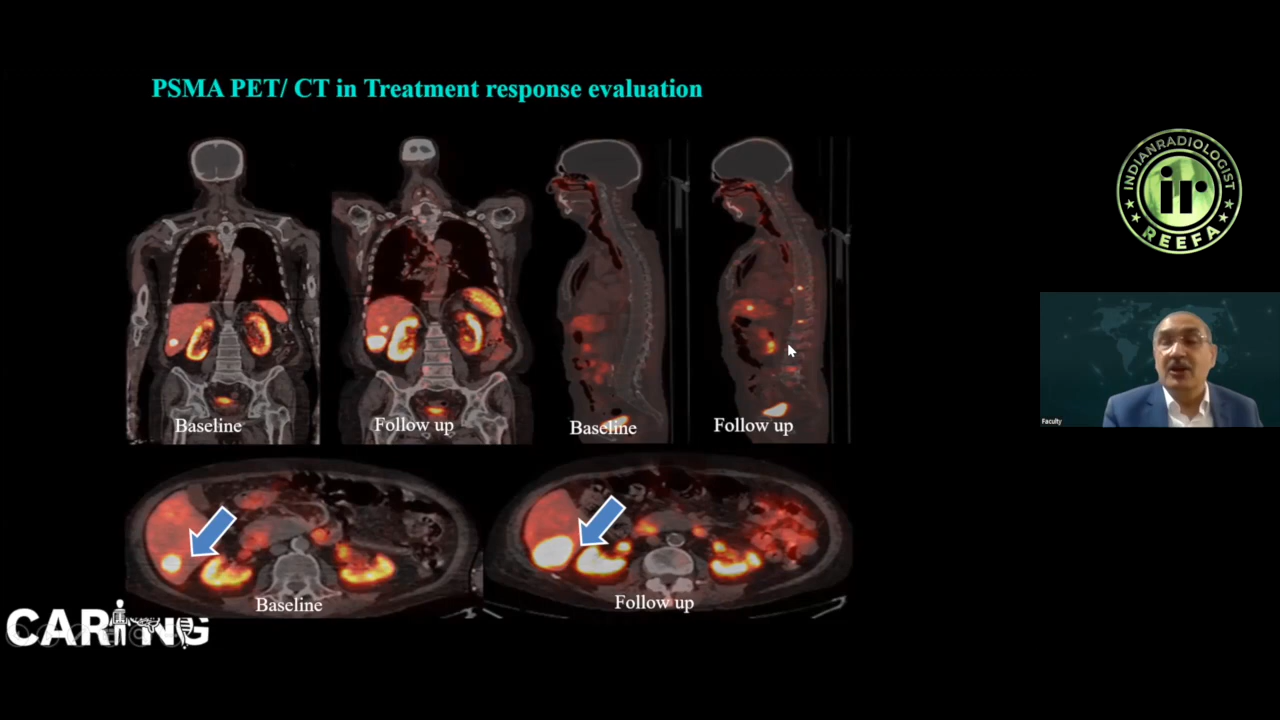 PSMA PET/ CT in Treatment response evaluation
INDIANRADIOLOGIST
ir
REEFA
Baseline
Follow up
Baseline
Follow up
Faculty
Baseline
Follow up
CARING